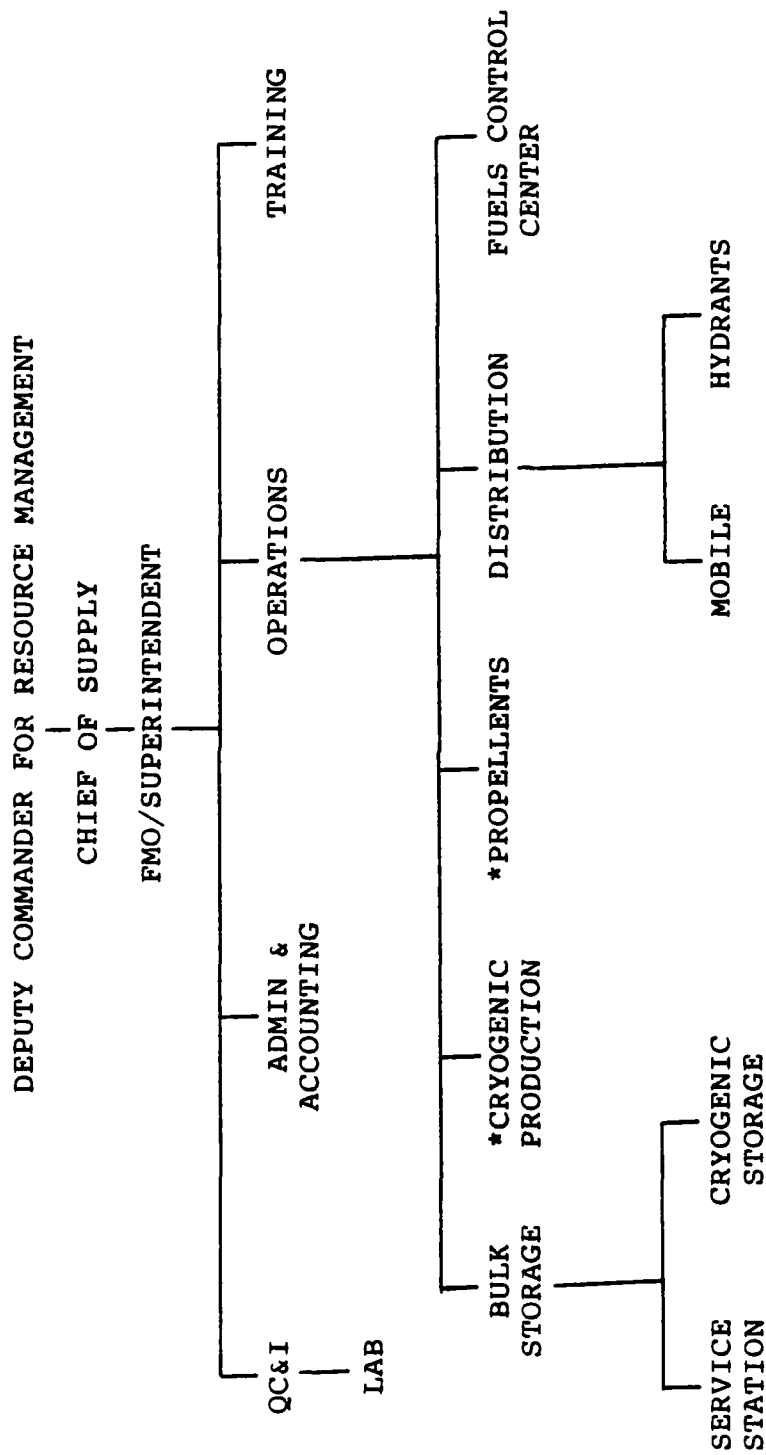 DEPUTY COMMANDER FOR RESOURCE MANAGEMENT
CHIEF OF SUPPLY
FMO/SUPERINTENDENT
QC&I
LAB
ADMIN &
ACCOUNTING
OPERATIONS
TRAINING
BULK
STORAGE
*CRYOGENIC
PRODUCTION
*PROPELLENTS
DISTRIBUTION
FUELS CONTROL
CENTER
SERVICE
STATION
CRYOGENIC
STORAGE
MOBILE
HYDRANTS